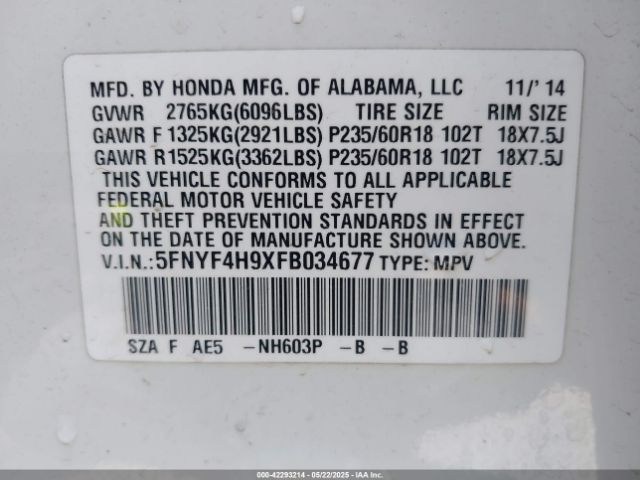 MFD. BY HONDA MFG. OF ALABAMA, LLC 11/' 14
GVWR 2765KG(6096LBS) TIRE SIZE RIM SIZE
GAWR F 1325KG(2921LBS) P235/60R18 102T 18X7.5J
GAWR R1525KG(3362LBS) P235/60R18 102T 18X7.5J
THIS VEHICLE CONFORMS TO ALL APPLICABLE
FEDERAL MOTOR VEHICLE SAFETY
AND THEFT PREVENTION STANDARDS IN EFFECT
ON THE DATE OF MANUFACTURE SHOWN ABOVE.
V.I.N.:5FNYF4H9XFB034677 TYPE: MPV
SZA F AE5 -NH603P -B -B
000-42293214 - 05/22/2025 - IAAI.COM